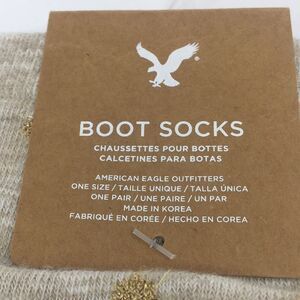 ®
BOOT SOCKS
CHAUSSETTES POUR BOTTES
CALCETINES PARA BOTAS
AMERICAN EAGLE OUTFITTERS
ONE SIZE / TAILLE UNIQUE / TALLA ÚNICA
ONE PAIR / UNE PAIRE / UN PAR
MADE IN KOREA
FABRIQUÉ EN CORÉE / HECHO EN COREA